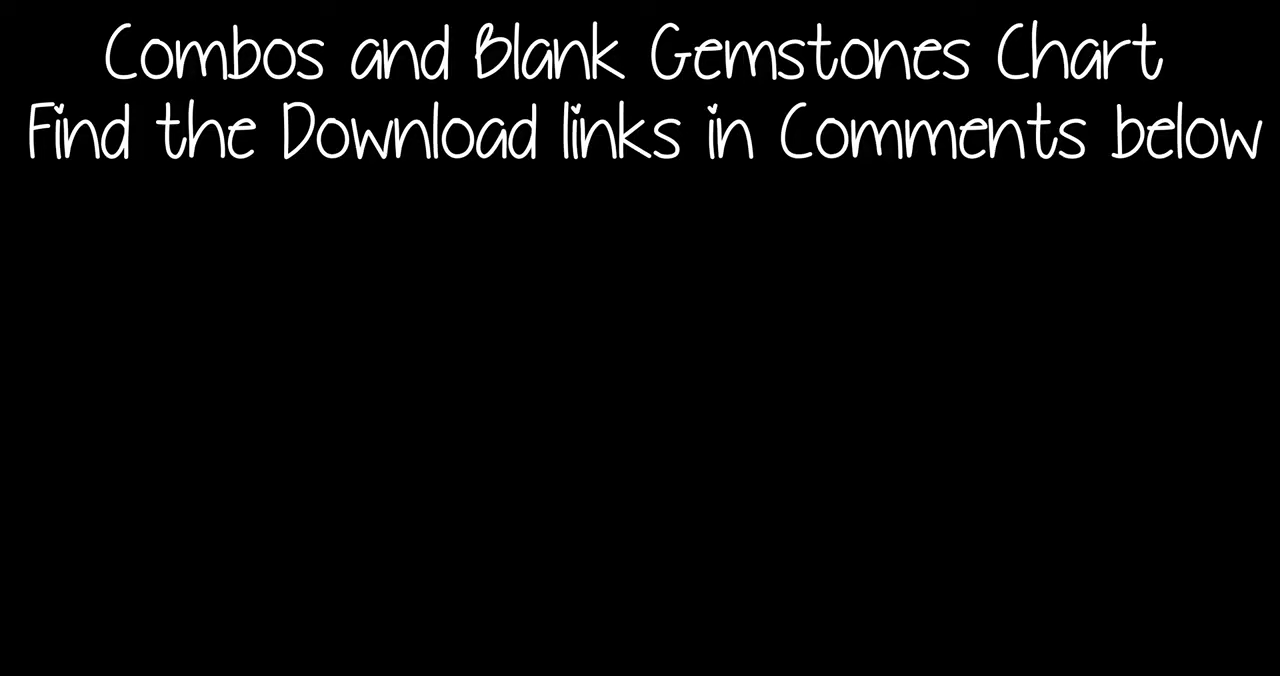 Combos and Blank Gemstones Chart
Find the Download links in Comments below